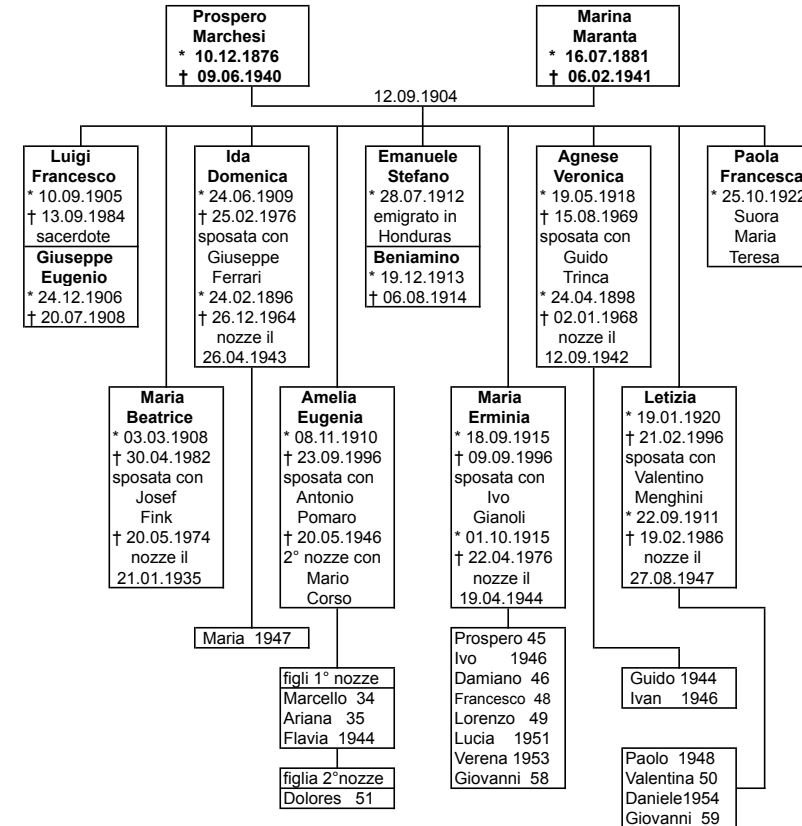 Prospero
Marchesi
* 10.12.1876
† 09.06.1940
Marina
Maranta
* 16.07.1881
† 06.02.1941
12.09.1904
Luigi
Francesco
* 10.09.1905
† 13.09.1984
sacerdote
Giuseppe
Eugenio
* 24.12.1906
† 20.07.1908
Ida
Domenica
* 24.06.1909
† 25.02.1976
sposata con
Giuseppe
Ferrari
* 24.02.1896
† 26.12.1964
nozze il
26.04.1943
Emanuele
Stefano
* 28.07.1912
emigrato in
Honduras
Beniamino
* 19.12.1913
† 06.08.1914
Agnese
Veronica
* 19.05.1918
† 15.08.1969
sposata con
Guido
Trinca
* 24.04.1898
† 02.01.1968
nozze il
12.09.1942
Paola
Francesca
* 25.10.1922
Suora
Maria
Teresa
Maria
Beatrice
* 03.03.1908
† 30.04.1982
sposata con
Josef
Fink
† 20.05.1974
nozze il
21.01.1935
Amelia
Eugenia
* 08.11.1910
† 23.09.1996
sposata con
Antonio
Pomaro
† 20.05.1946
2° nozze con
Mario
Corso
Maria
Erminia
* 18.09.1915
† 09.09.1996
sposata con
Ivo
Gianoli
* 01.10.1915
† 22.04.1976
nozze il
19.04.1944
Letizia
* 19.01.1920
† 21.02.1996
sposata con
Valentino
Menghini
* 22.09.1911
† 19.02.1986
nozze il
27.08.1947
Maria 1947
figli 1° nozze
Marcello 34
Ariana 35
Flavia 1944
figlia 2°nozze
Dolores 51
Prospero 45
Ivo 1946
Damiano 46
Francesco 48
Lorenzo 49
Lucia 1951
Verena 1953
Giovanni 58
Guido 1944
Ivan 1946
Paolo 1948
Valentina 50
Daniele1954
Giovanni 59